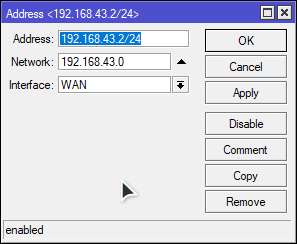 Address <192.168.43.2/24>
Address: 192.168.43.2/24
Network: 192.168.43.0
Interface: WAN
OK
Cancel
Apply
Disable
Comment
Copy
Remove
enabled